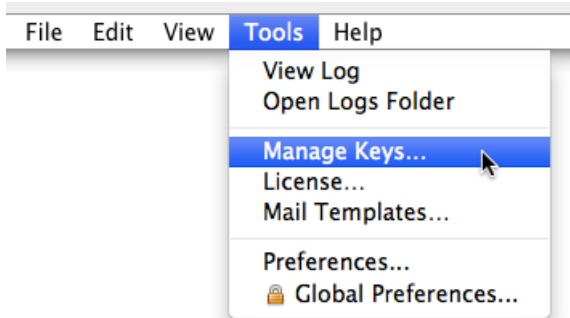 File Edit View Tools Help
View Log
Open Logs Folder
Manage Keys...
License...
Mail Templates...
Preferences...
Global Preferences...